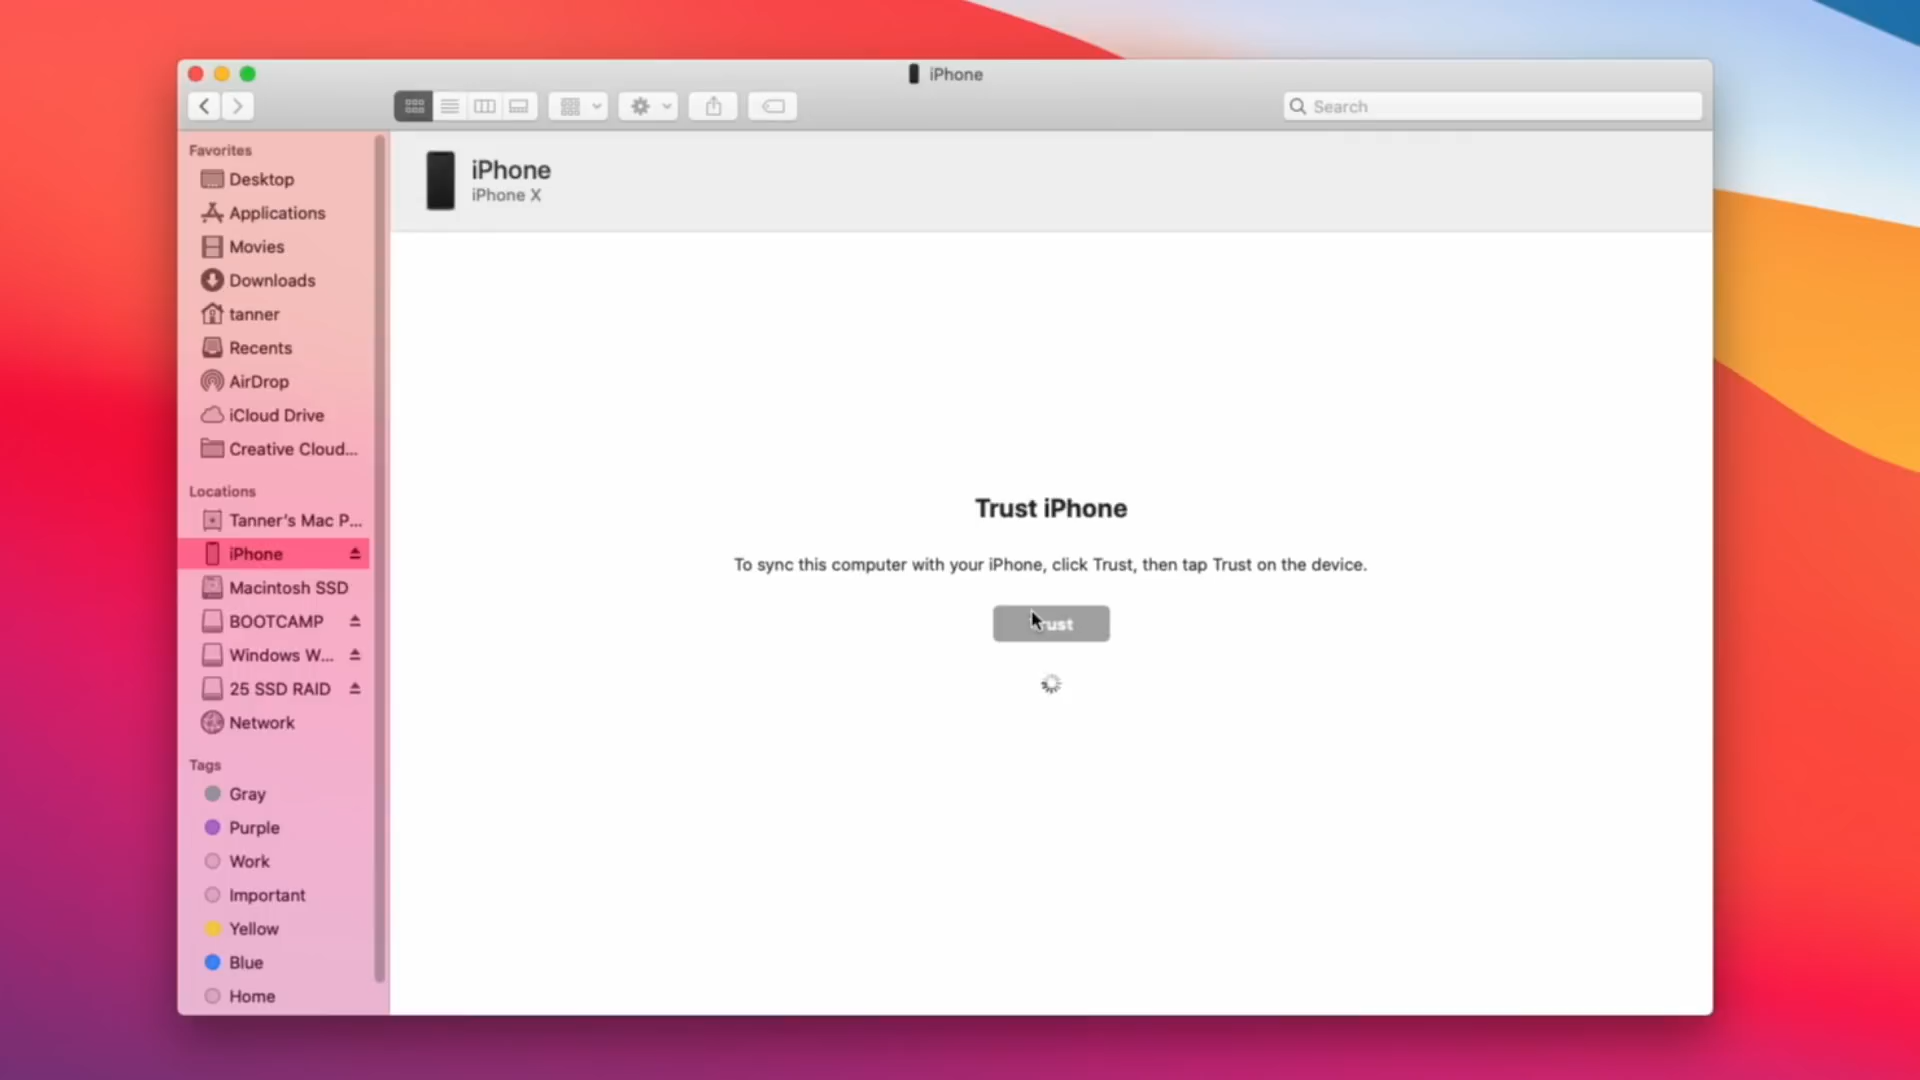 iPhone
Search
Favorites
Desktop
Applications
Movies
Downloads
tanner
Recents
AirDrop
iCloud Drive
Creative Cloud...
Locations
Tanner's Mac P...
iPhone
Macintosh SSD
BOOTCAMP
Windows W...
25 SSD RAID
Network
Tags
Gray
Purple
Work
Important
Yellow
Blue
Home
iPhone
iPhone X
Trust iPhone
To sync this computer with your iPhone, click Trust, then tap Trust on the device.
Trust